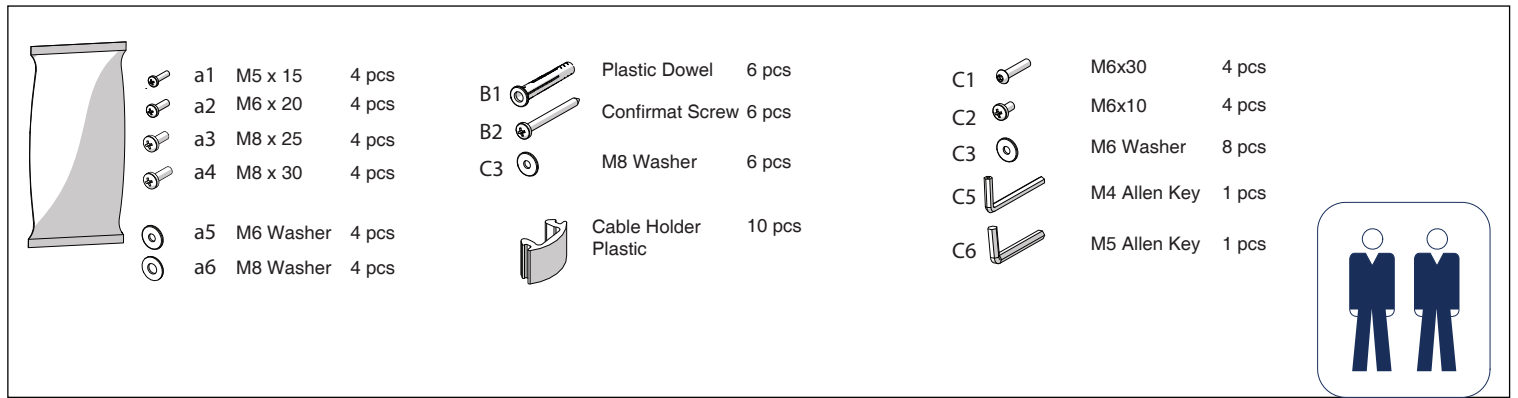 a1 M5 x 15 4 pcs
a2 M6 x 20 4 pcs
a3 M8 x 25 4 pcs
a4 M8 x 30 4 pcs
a5 M6 Washer 4 pcs
a6 M8 Washer 4 pcs
B1 Plastic Dowel 6 pcs
B2 Confirmat Screw 6 pcs
C3 M8 Washer 6 pcs
Cable Holder 10 pcs
Plastic
C1 M6x30 4 pcs
C2 M6x10 4 pcs
C3 M6 Washer 8 pcs
C5 M4 Allen Key 1 pcs
C6 M5 Allen Key 1 pcs